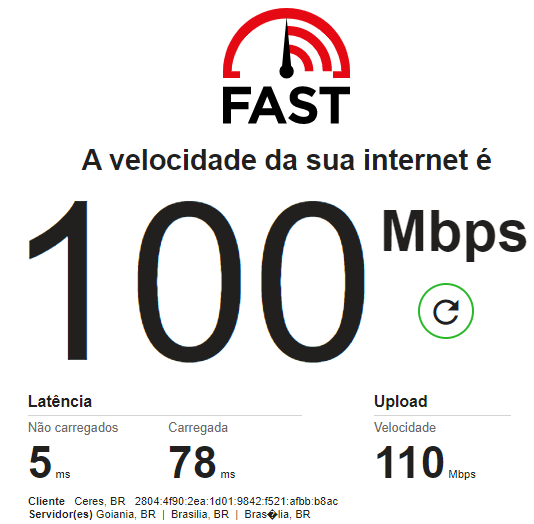 FAST
A velocidade da sua internet é
100 Mbps
Latência
Upload
Não carregados Carregada
Velocidade
5 ms 78 ms
110 Mbps
Cliente Ceres, BR 2804:4f90:2ea:1d01:9842:f521:afbb:b8ac
Servidor(es) Goiania, BR | Brasilia, BR | Bras�lia, BR